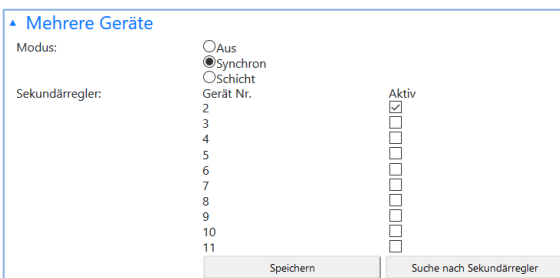 Mehrere Geräte
Modus: Aus
Synchron
Schicht
Sekundärregler: Gerät Nr. Aktiv
2
3
4
5
6
7
8
9
10
11
Speichern Suche nach Sekundärregler